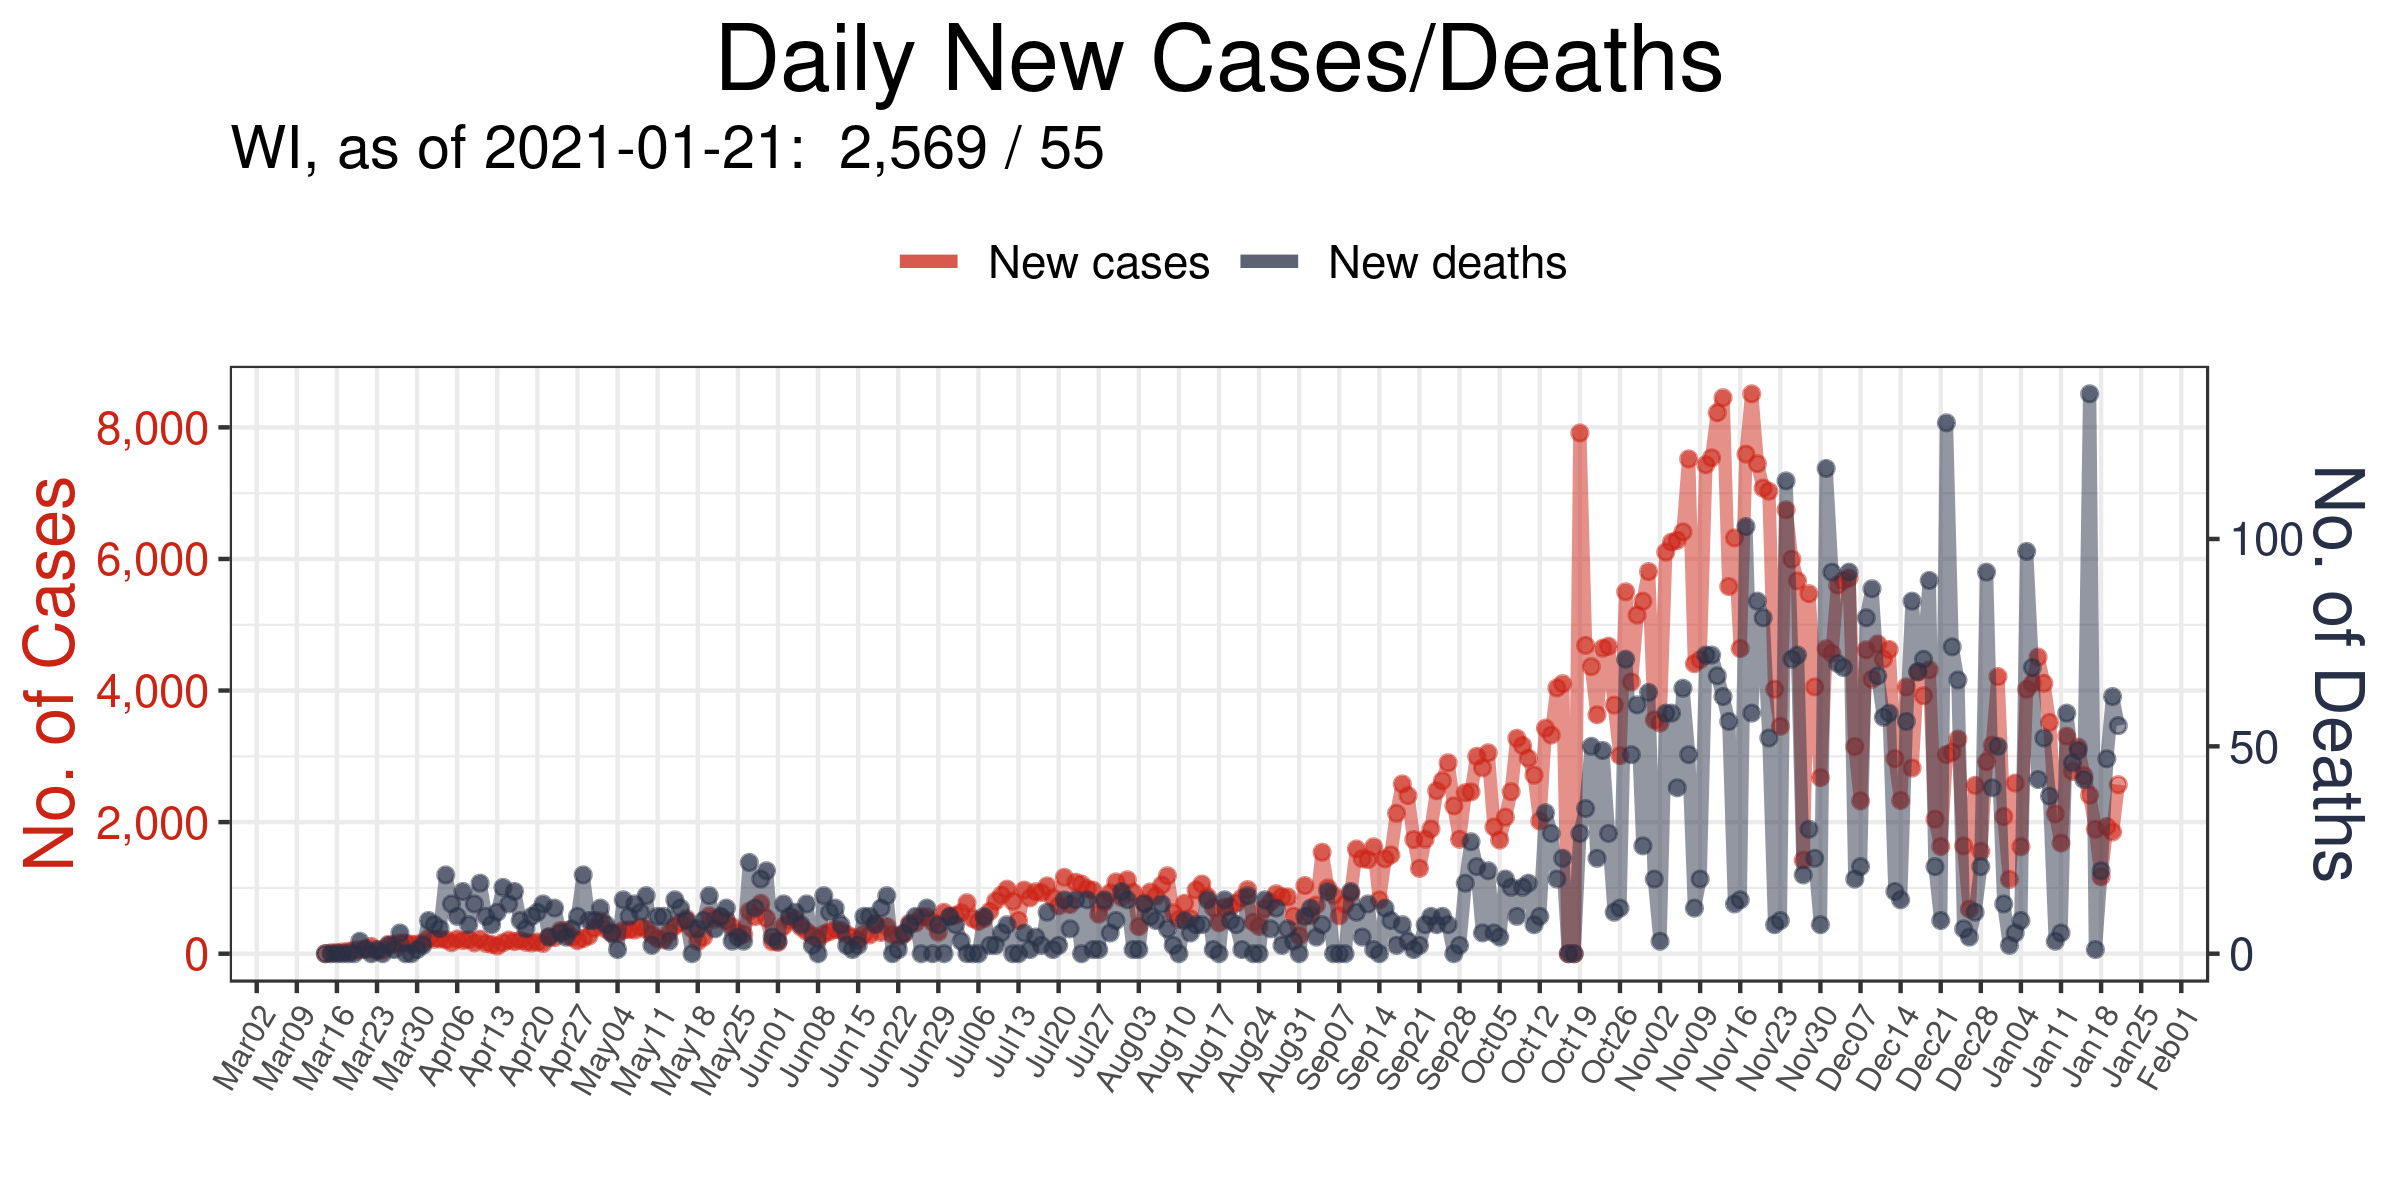 Daily New Cases/Deaths
WI, as of 2021-01-21:  2,569 / 55
New cases
New deaths
No. of Cases
8,000
6,000
4,000
2,000
0
100
50
0
No. of Deaths
Mar02
Mar09
Mar16
Mar23
Mar30
Apr06
Apr13
Apr20
Apr27
May04
May11
May18
May25
Jun01
Jun08
Jun15
Jun22
Jun29
Jul06
Jul13
Jul20
Jul27
Aug03
Aug10
Aug17
Aug24
Aug31
Sep07
Sep14
Sep21
Sep28
Oct05
Oct12
Oct19
Oct26
Nov02
Nov09
Nov16
Nov23
Nov30
Dec07
Dec14
Dec21
Dec28
Jan04
Jan11
Jan18
Jan25
Feb01